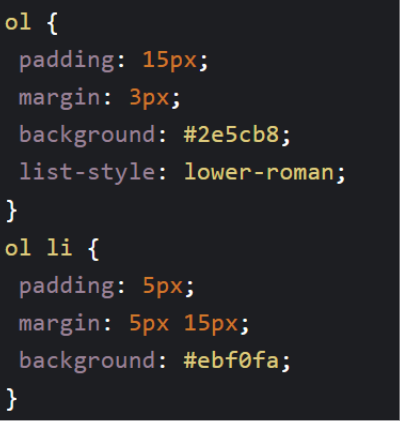 ol {
 padding: 15px;
 margin: 3px;
 background: #2e5cb8;
 list-style: lower-roman;
}
ol li {
 padding: 5px;
 margin: 5px 15px;
 background: #ebf0fa;
}